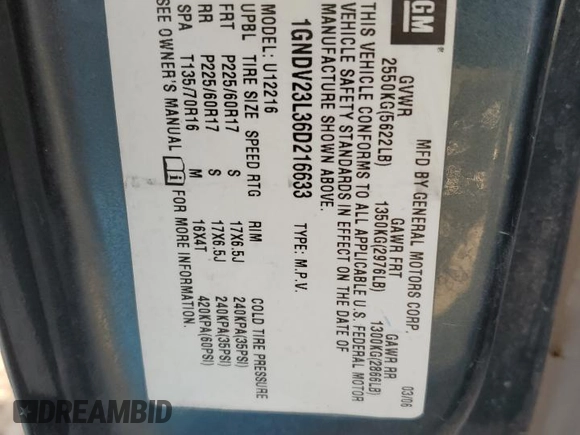 GM
MFD BY GENERAL MOTORS CORP. 03/06
GVWR GAWR FRT GAWR RR
2550KG(5622LB) 1350KG(2976LB) 1300KG(2866LB)
THIS VEHICLE CONFORMS TO ALL APPLICABLE U.S. FEDERAL MOTOR
VEHICLE SAFETY STANDARDS IN EFFECT ON THE DATE OF
MANUFACTURE SHOWN ABOVE.
1GNDV23L36D216633 TYPE: M.P.V.
MODEL: U12216
UPBL TIRE SIZE SPEED RTG RIM COLD TIRE PRESSURE
FRT P225/60R17 S 17X6.5J 240KPA(35PSI)
RR P225/60R17 S 17X6.5J 240KPA(35PSI)
SPA T135/70R16 M 16X4T 420KPA(60PSI)
SEE OWNER'S MANUAL FOR MORE INFORMATION.
DREAMBID